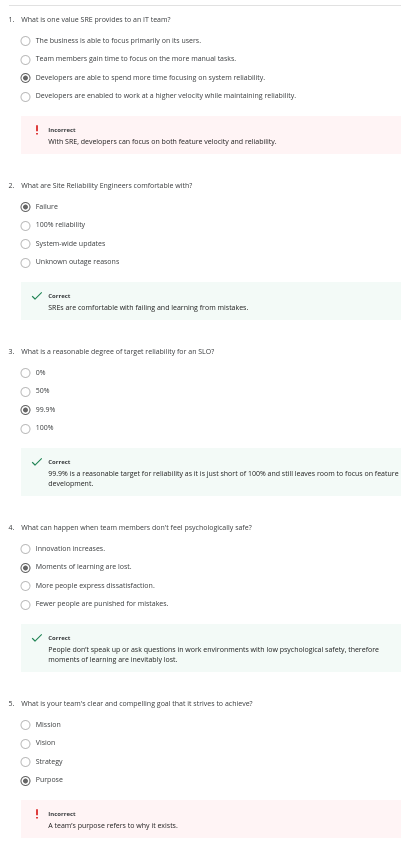 1. What is one value SRE provides to an IT team?
The business is able to focus primarily on its users.
Team members gain time to focus on the more manual tasks.
Developers are able to spend more time focusing on system reliability.
Developers are enabled to work at a higher velocity while maintaining reliability.
Incorrect
With SRE, developers can focus on both feature velocity and reliability.
2. What are Site Reliability Engineers comfortable with?
Failure
100% reliability
System-wide updates
Unknown outage reasons
Correct
SREs are comfortable with failing and learning from mistakes.
3. What is a reasonable degree of target reliability for an SLO?
0%
50%
99.9%
100%
Correct
99.9% is a reasonable target for reliability as it is just short of 100% and still leaves room to focus on feature
development.
4. What can happen when team members don't feel psychologically safe?
Innovation increases.
Moments of learning are lost.
More people express dissatisfaction.
Fewer people are punished for mistakes.
Correct
People don't speak up or ask questions in work environments with low psychological safety, therefore
moments of learning are inevitably lost.
5. What is your team's clear and compelling goal that it strives to achieve?
Mission
Vision
Strategy
Purpose
Incorrect
A team's purpose refers to why it exists.